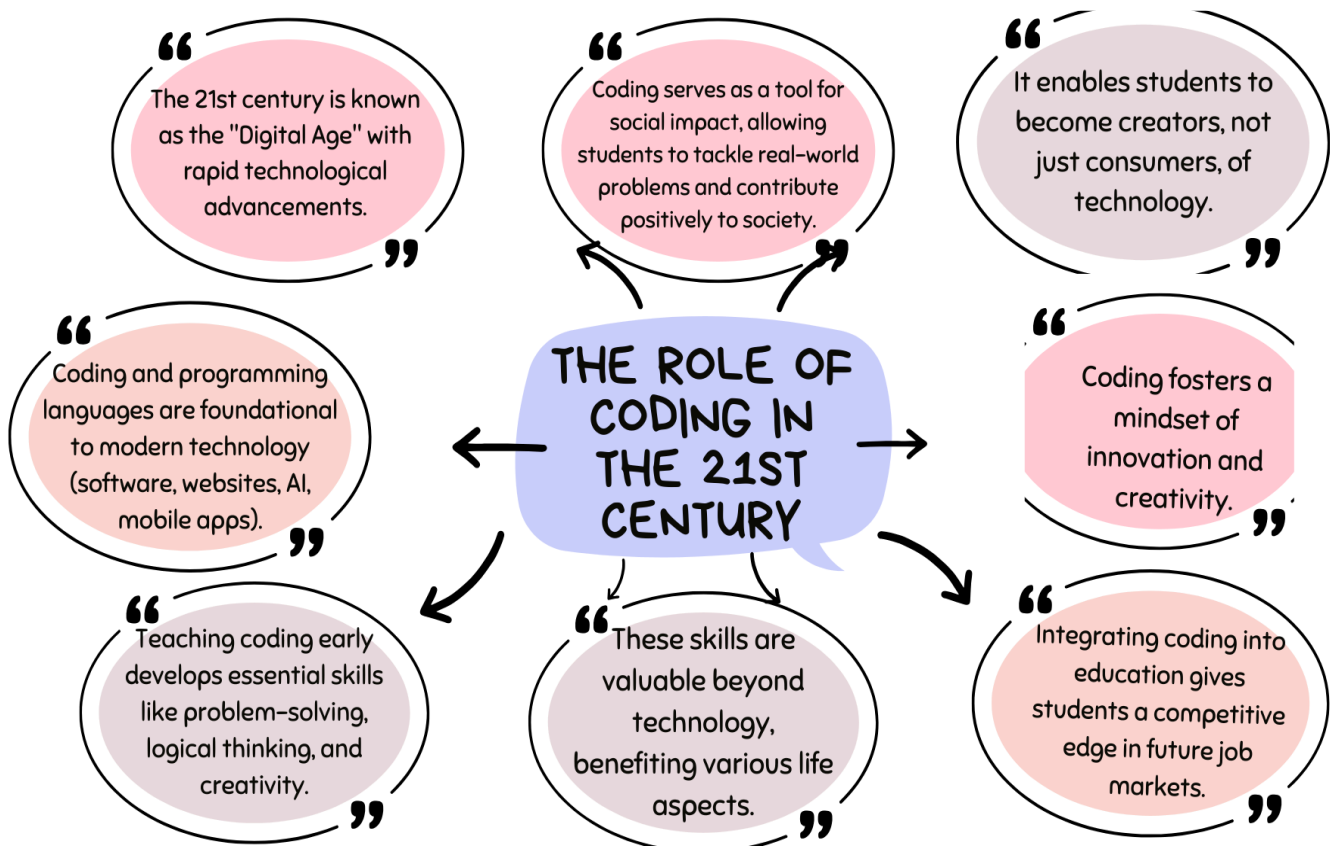 The 21st century is known
as the "Digital Age" with
rapid technological
advancements.
Coding serves as a tool for
social impact, allowing
students to tackle real-world
problems and contribute
positively to society.
It enables students to
become creators, not
just consumers, of
technology.
Coding and programming
languages are foundational
to modern technology
(software, websites, AI,
mobile apps).
THE ROLE OF
CODING IN
THE 21ST
CENTURY
Coding fosters a
mindset of
innovation and
creativity.
Teaching coding early
develops essential skills
like problem-solving,
logical thinking, and
creativity.
These skills are
valuable beyond
technology,
benefiting various life
aspects.
Integrating coding into
education gives
students a competitive
edge in future job
markets.